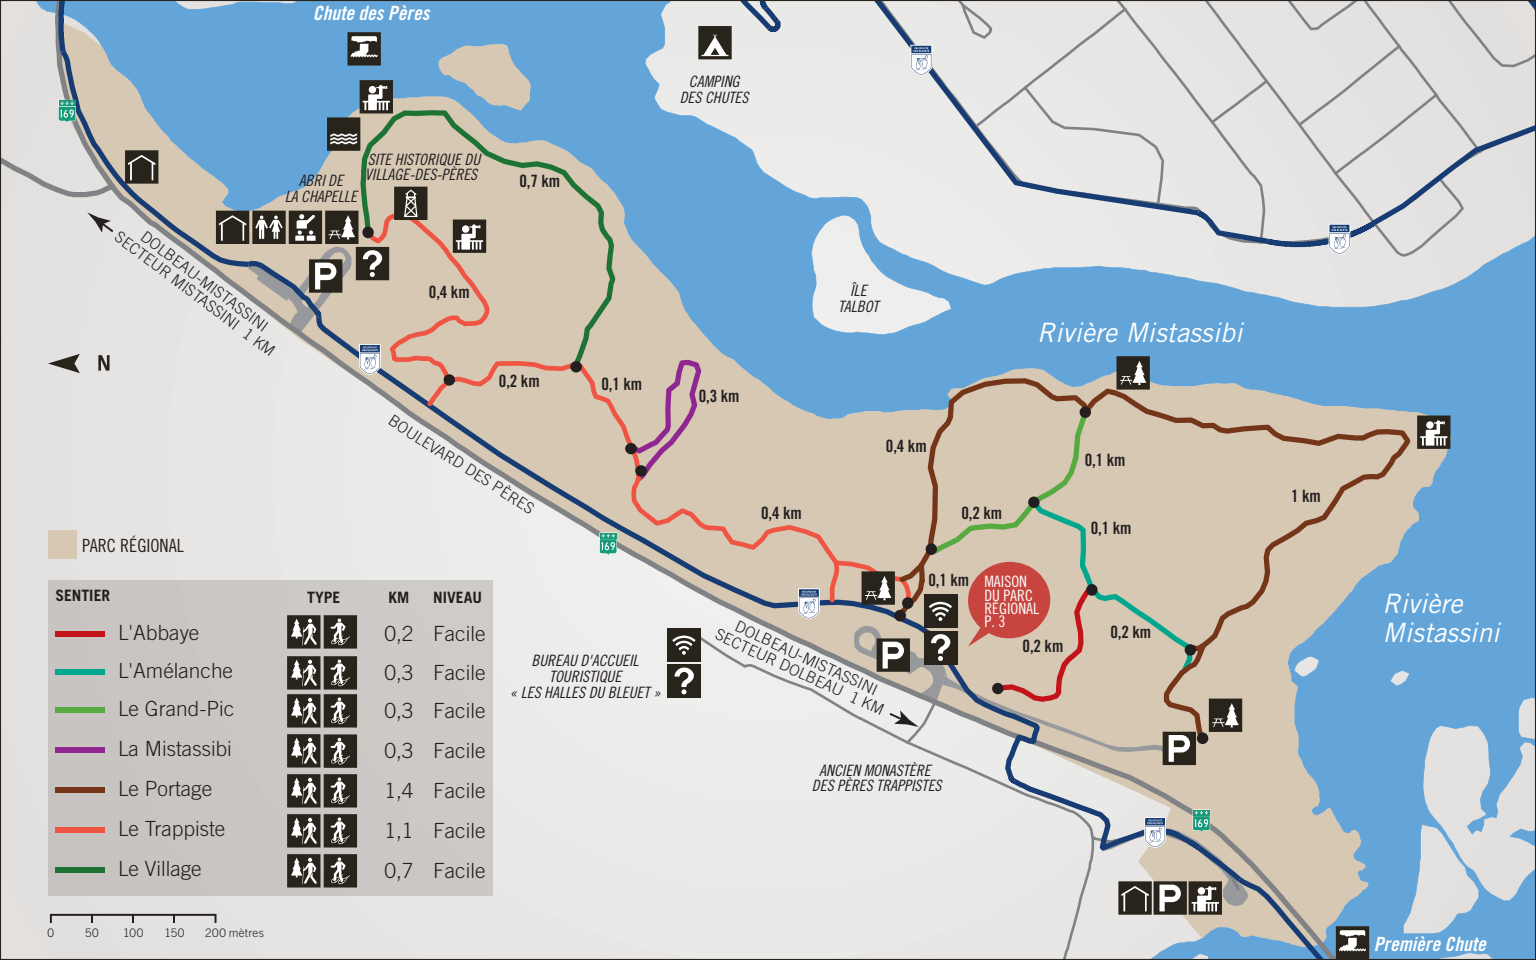 Chute des Pères
169
CAMPING
DES CHUTES
SITE HISTORIQUE DU
VILLAGE-DES-PÈRES
ABRI DE
LA CHAPELLE
0,7 km
P
?
DOLBEAU-MISTASSINI
SECTEUR MISTASSINI 1 KM
0,4 km
ÎLE
TALBOT
Rivière Mistassibi
N
0,2 km
0,1 km
0,3 km
BOULEVARD DES PÈRES
0,4 km
0,1 km
1 km
0,4 km
0,2 km
0,1 km
169
PARC RÉGIONAL
0,1 km
MAISON
DU PARC
RÉGIONAL
P. 3
Rivière
Mistassini
0,2 km
0,2 km
P
?
DOLBEAU-MISTASSINI
SECTEUR DOLBEAU 1 KM
BUREAU D'ACCUEIL
TOURISTIQUE
« LES HALLES DU BLEUET »
?
P
ANCIEN MONASTÈRE
DES PÈRES TRAPPISTES
169
P
Première Chute
SENTIER TYPE KM NIVEAU
L'Abbaye 0,2 Facile
L'Amélanche 0,3 Facile
Le Grand-Pic 0,3 Facile
La Mistassibi 0,3 Facile
Le Portage 1,4 Facile
Le Trappiste 1,1 Facile
Le Village 0,7 Facile
0 50 100 150 200 mètres